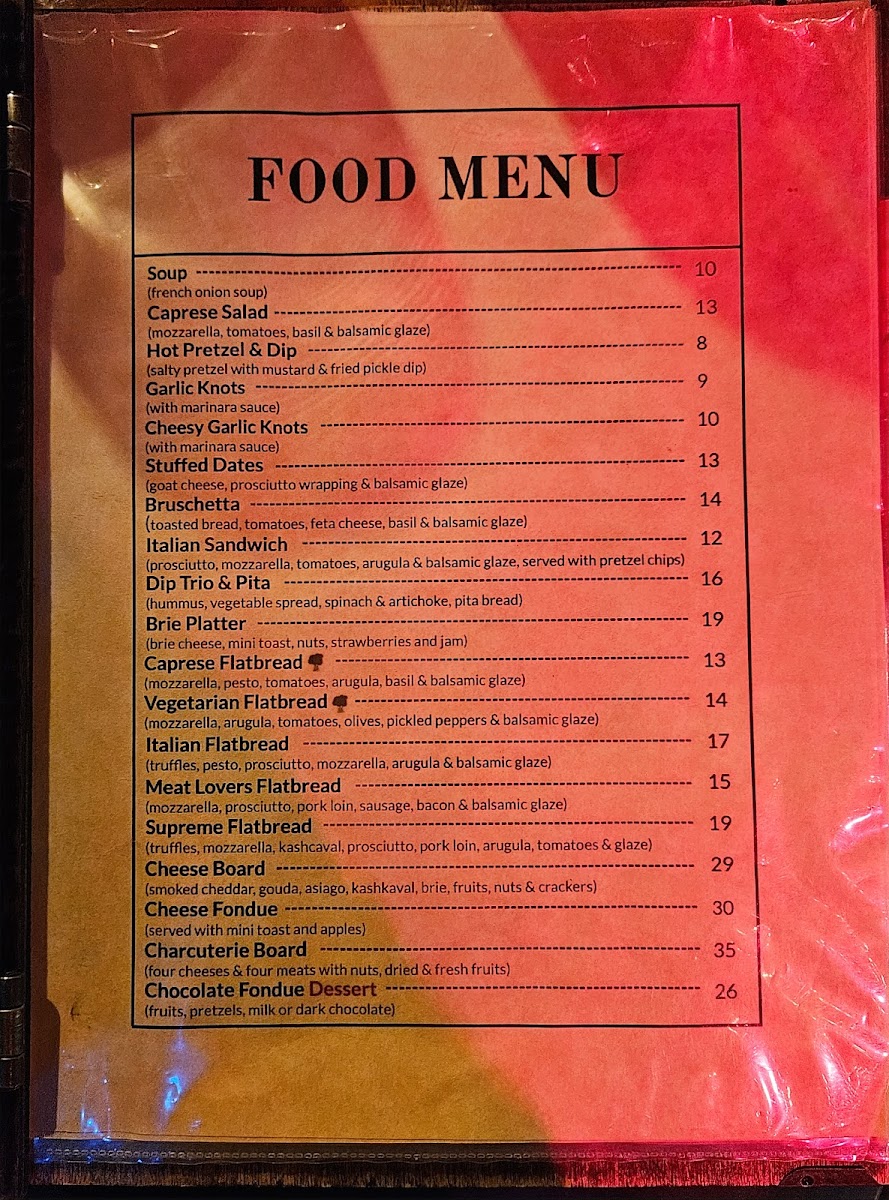 FOOD MENU
Soup ---------- 10
(french onion soup)
Caprese Salad ---------- 13
(mozzarella, tomatoes, basil & balsamic glaze)
Hot Pretzel & Dip ---------- 8
(salty pretzel with mustard & fried pickle dip)
Garlic Knots ---------- 9
(with marinara sauce)
Cheesy Garlic Knots ---------- 10
(with marinara sauce)
Stuffed Dates ---------- 13
(goat cheese, prosciutto wrapping & balsamic glaze)
Bruschetta ---------- 14
(toasted bread, tomatoes, feta cheese, basil & balsamic glaze)
Italian Sandwich ---------- 12
(prosciutto, mozzarella, tomatoes, arugula & balsamic glaze, served with pretzel chips)
Dip Trio & Pita ---------- 16
(hummus, vegetable spread, spinach & artichoke, pita bread)
Brie Platter ---------- 19
(brie cheese, mini toast, nuts, strawberries and jam)
Caprese Flatbread ---------- 13
(mozzarella, pesto, tomatoes, arugula, basil & balsamic glaze)
Vegetarian Flatbread ---------- 14
(mozzarella, arugula, tomatoes, olives, pickled peppers & balsamic glaze)
Italian Flatbread ---------- 17
(truffles, pesto, prosciutto, mozzarella, arugula & balsamic glaze)
Meat Lovers Flatbread ---------- 15
(mozzarella, prosciutto, pork loin, sausage, bacon & balsamic glaze)
Supreme Flatbread ---------- 19
(truffles, mozzarella, kashcaval, prosciutto, pork loin, arugula, tomatoes & glaze)
Cheese Board ---------- 29
(smoked cheddar, gouda, asiago, kashkaval, brie, fruits, nuts & crackers)
Cheese Fondue ---------- 30
(served with mini toast and apples)
Charcuterie Board ---------- 35
(four cheeses & four meats with nuts, dried & fresh fruits)
Chocolate Fondue Dessert ---------- 26
(fruits, pretzels, milk or dark chocolate)